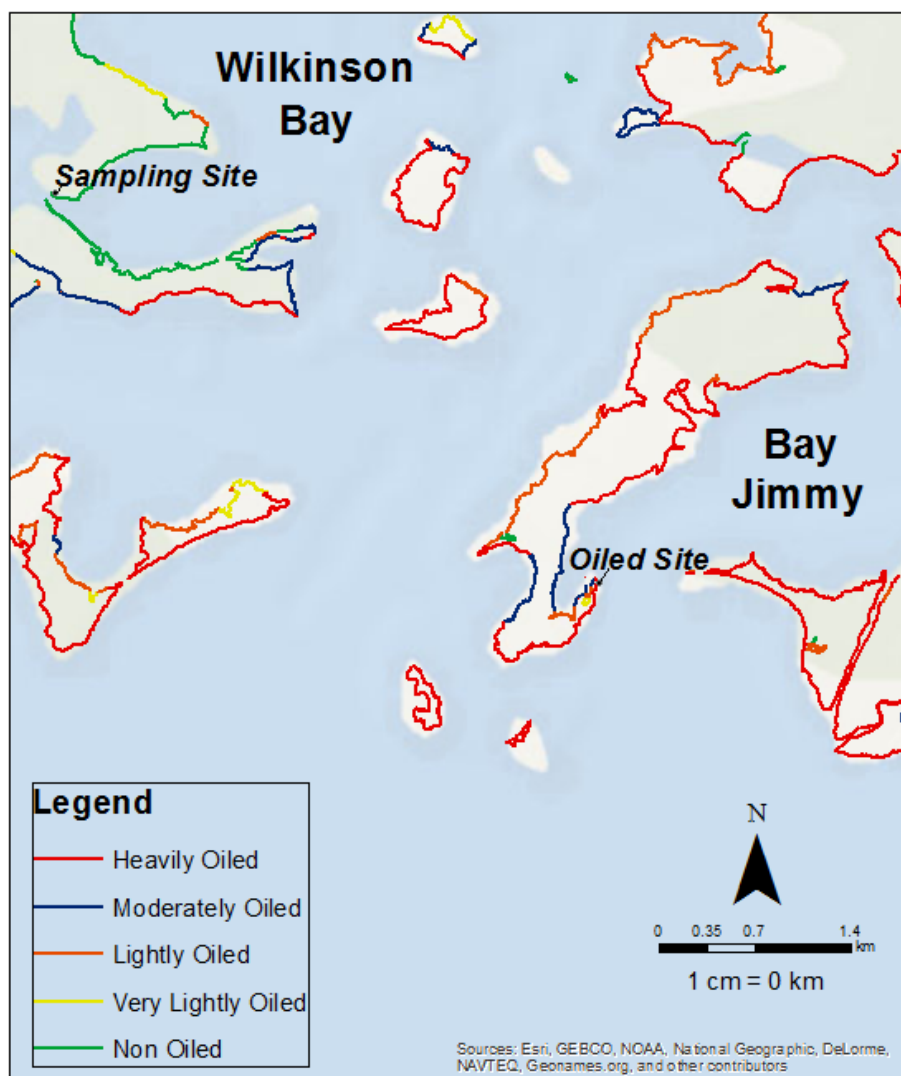 Wilkinson
Bay
Sampling Site
Bay
Jimmy
Oiled Site
Legend
Heavily Oiled
Moderately Oiled
Lightly Oiled
Very Lightly Oiled
Non Oiled
N
0 0.35 0.7 1.4
km
1 cm = 0 km
Sources: Esri, GEBCO, NOAA, National Geographic, DeLorme,
NAVTEQ, Geonames.org, and other contributors